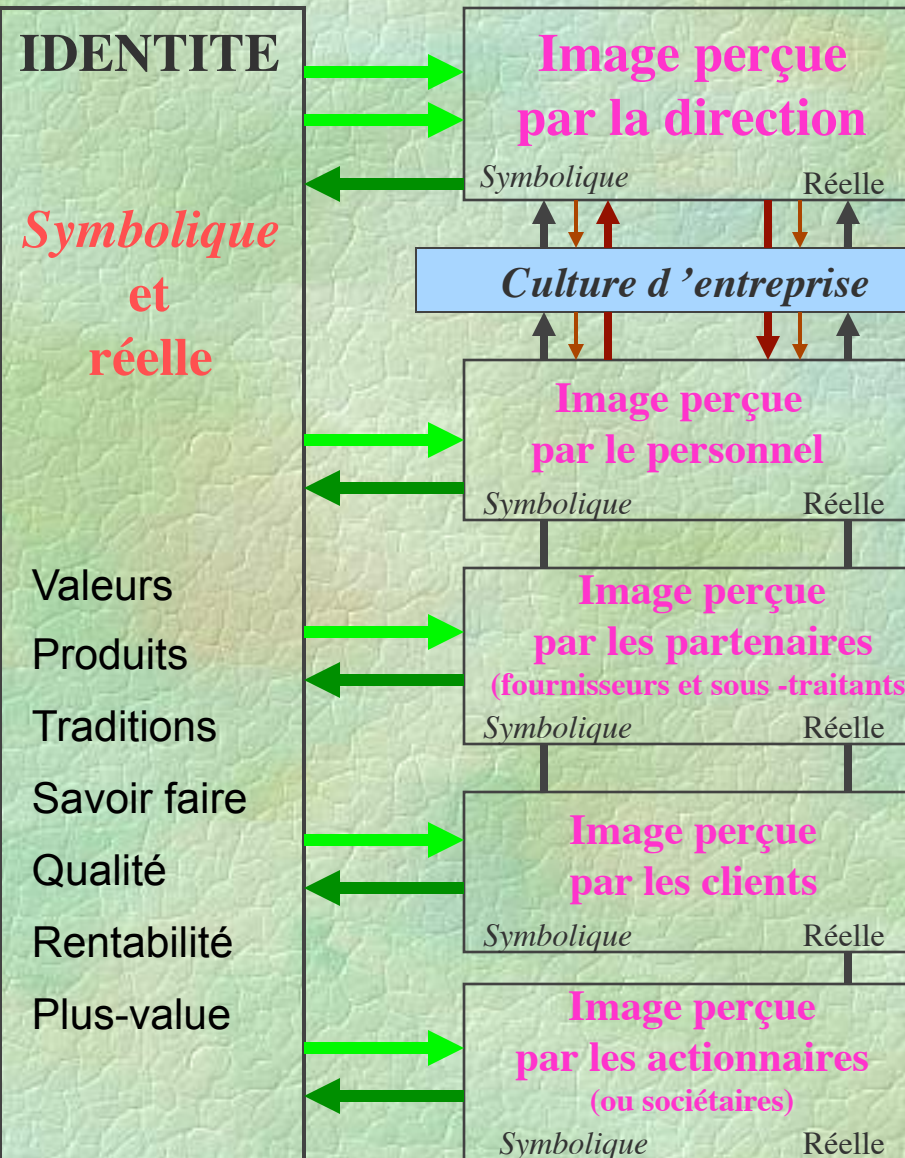 IDENTITE
Symbolique
et
réelle
Valeurs
Produits
Traditions
Savoir faire
Qualité
Rentabilité
Plus-value
Image perçue
par la direction
Symbolique Réelle
Culture d ’entreprise
Image perçue
par le personnel
Symbolique Réelle
Image perçue
par les partenaires
(fournisseurs et sous -traitants
Symbolique Réelle
Image perçue
par les clients
Symbolique Réelle
Image perçue
par les actionnaires
(ou sociétaires)
Symbolique Réelle